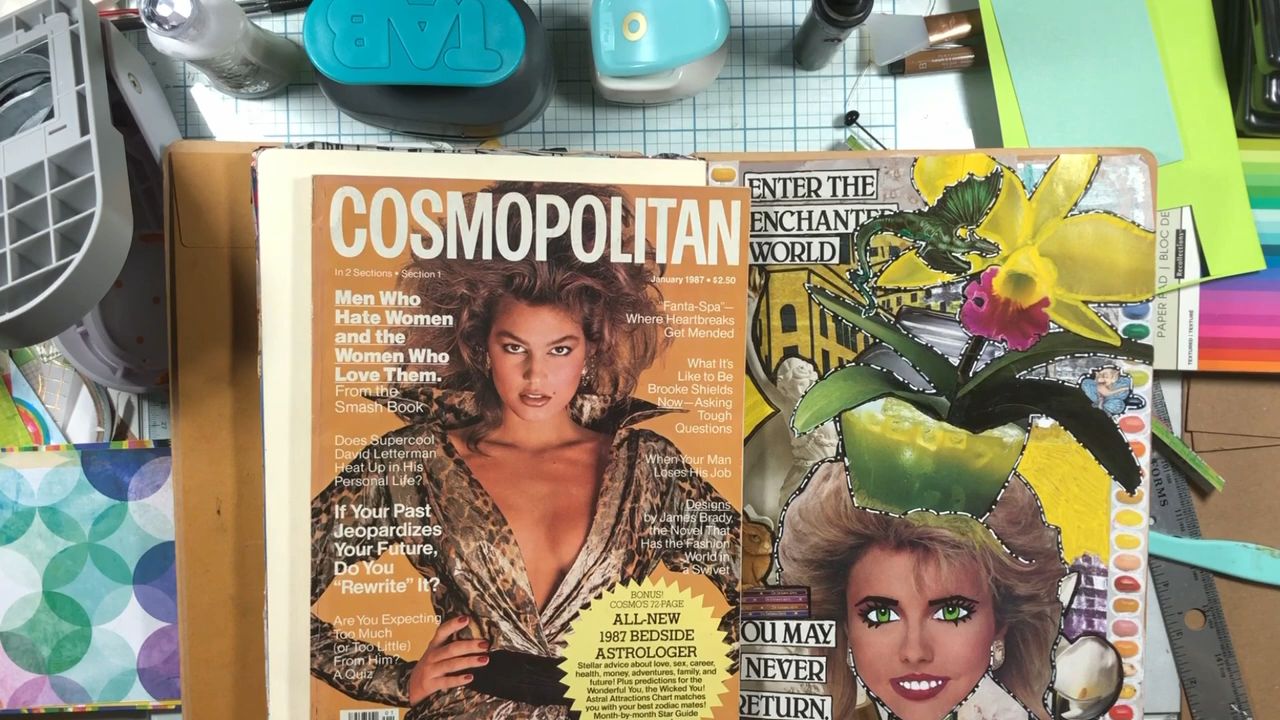 TAB
COSMOPOLITAN
In 2 Sections • Section 1
January 1987 • $2.50
Men Who
Hate Women
and the
Women Who
Love Them.
From the
Smash Book
Does Supercool
David Letterman
Heat Up in His
Personal Life?
If Your Past
Jeopardizes
Your Future,
Do You
“Rewrite” It?
Are You Expecting
Too Much
(or Too Little)
From Him?
A Quiz
"Fanta-Spa"—
Where Heartbreaks
Get Mended
What It's
Like to Be
Brooke Shields
Now—Asking
Tough
Questions
When Your Man
Loses His Job
Designs
by James Brady,
the Novel That
Has the Fashion
World in
a Swivet
BONUS!
COSMO'S 72-PAGE
ALL-NEW
1987 BEDSIDE
ASTROLOGER
Stellar advice about love, sex, career,
health, money, adventures, family, and
future! Plus predictions for the
Wonderful You, the Wicked You!
Astral Attractions Chart matches
you with your best zodiac mates!
Month-by-month Star Guide
ENTER THE
ENCHANTED
WORLD
OU MAY
NEVER
RETURN.
PAPER PAD | BLOC DE
Recollections
TEXTURED | TEXTURÉ